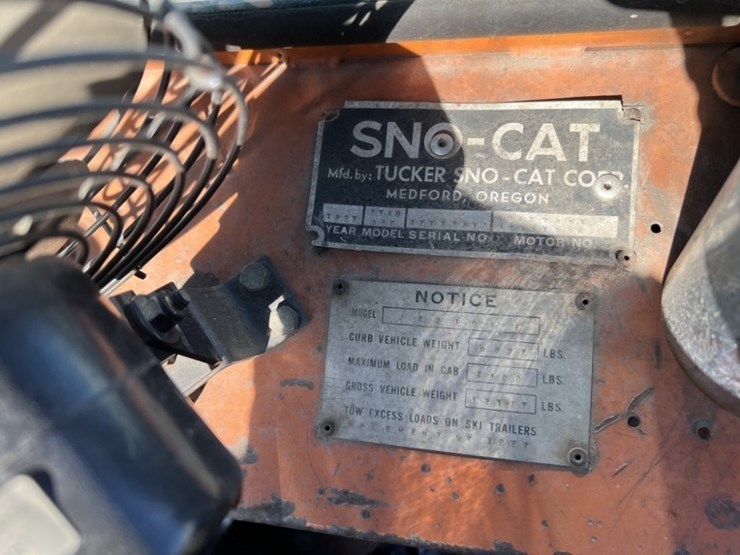 SNO-CAT
Mfd. by: TUCKER SNO-CAT CORP.
MEDFORD, OREGON
YEAR MODEL SERIAL NO MOTOR NO
NOTICE
MODEL
CURB VEHICLE WEIGHT LBS.
MAXIMUM LOAD IN CAB LBS.
GROSS VEHICLE WEIGHT LBS.
TOW EXCESS LOADS ON SKI TRAILERS